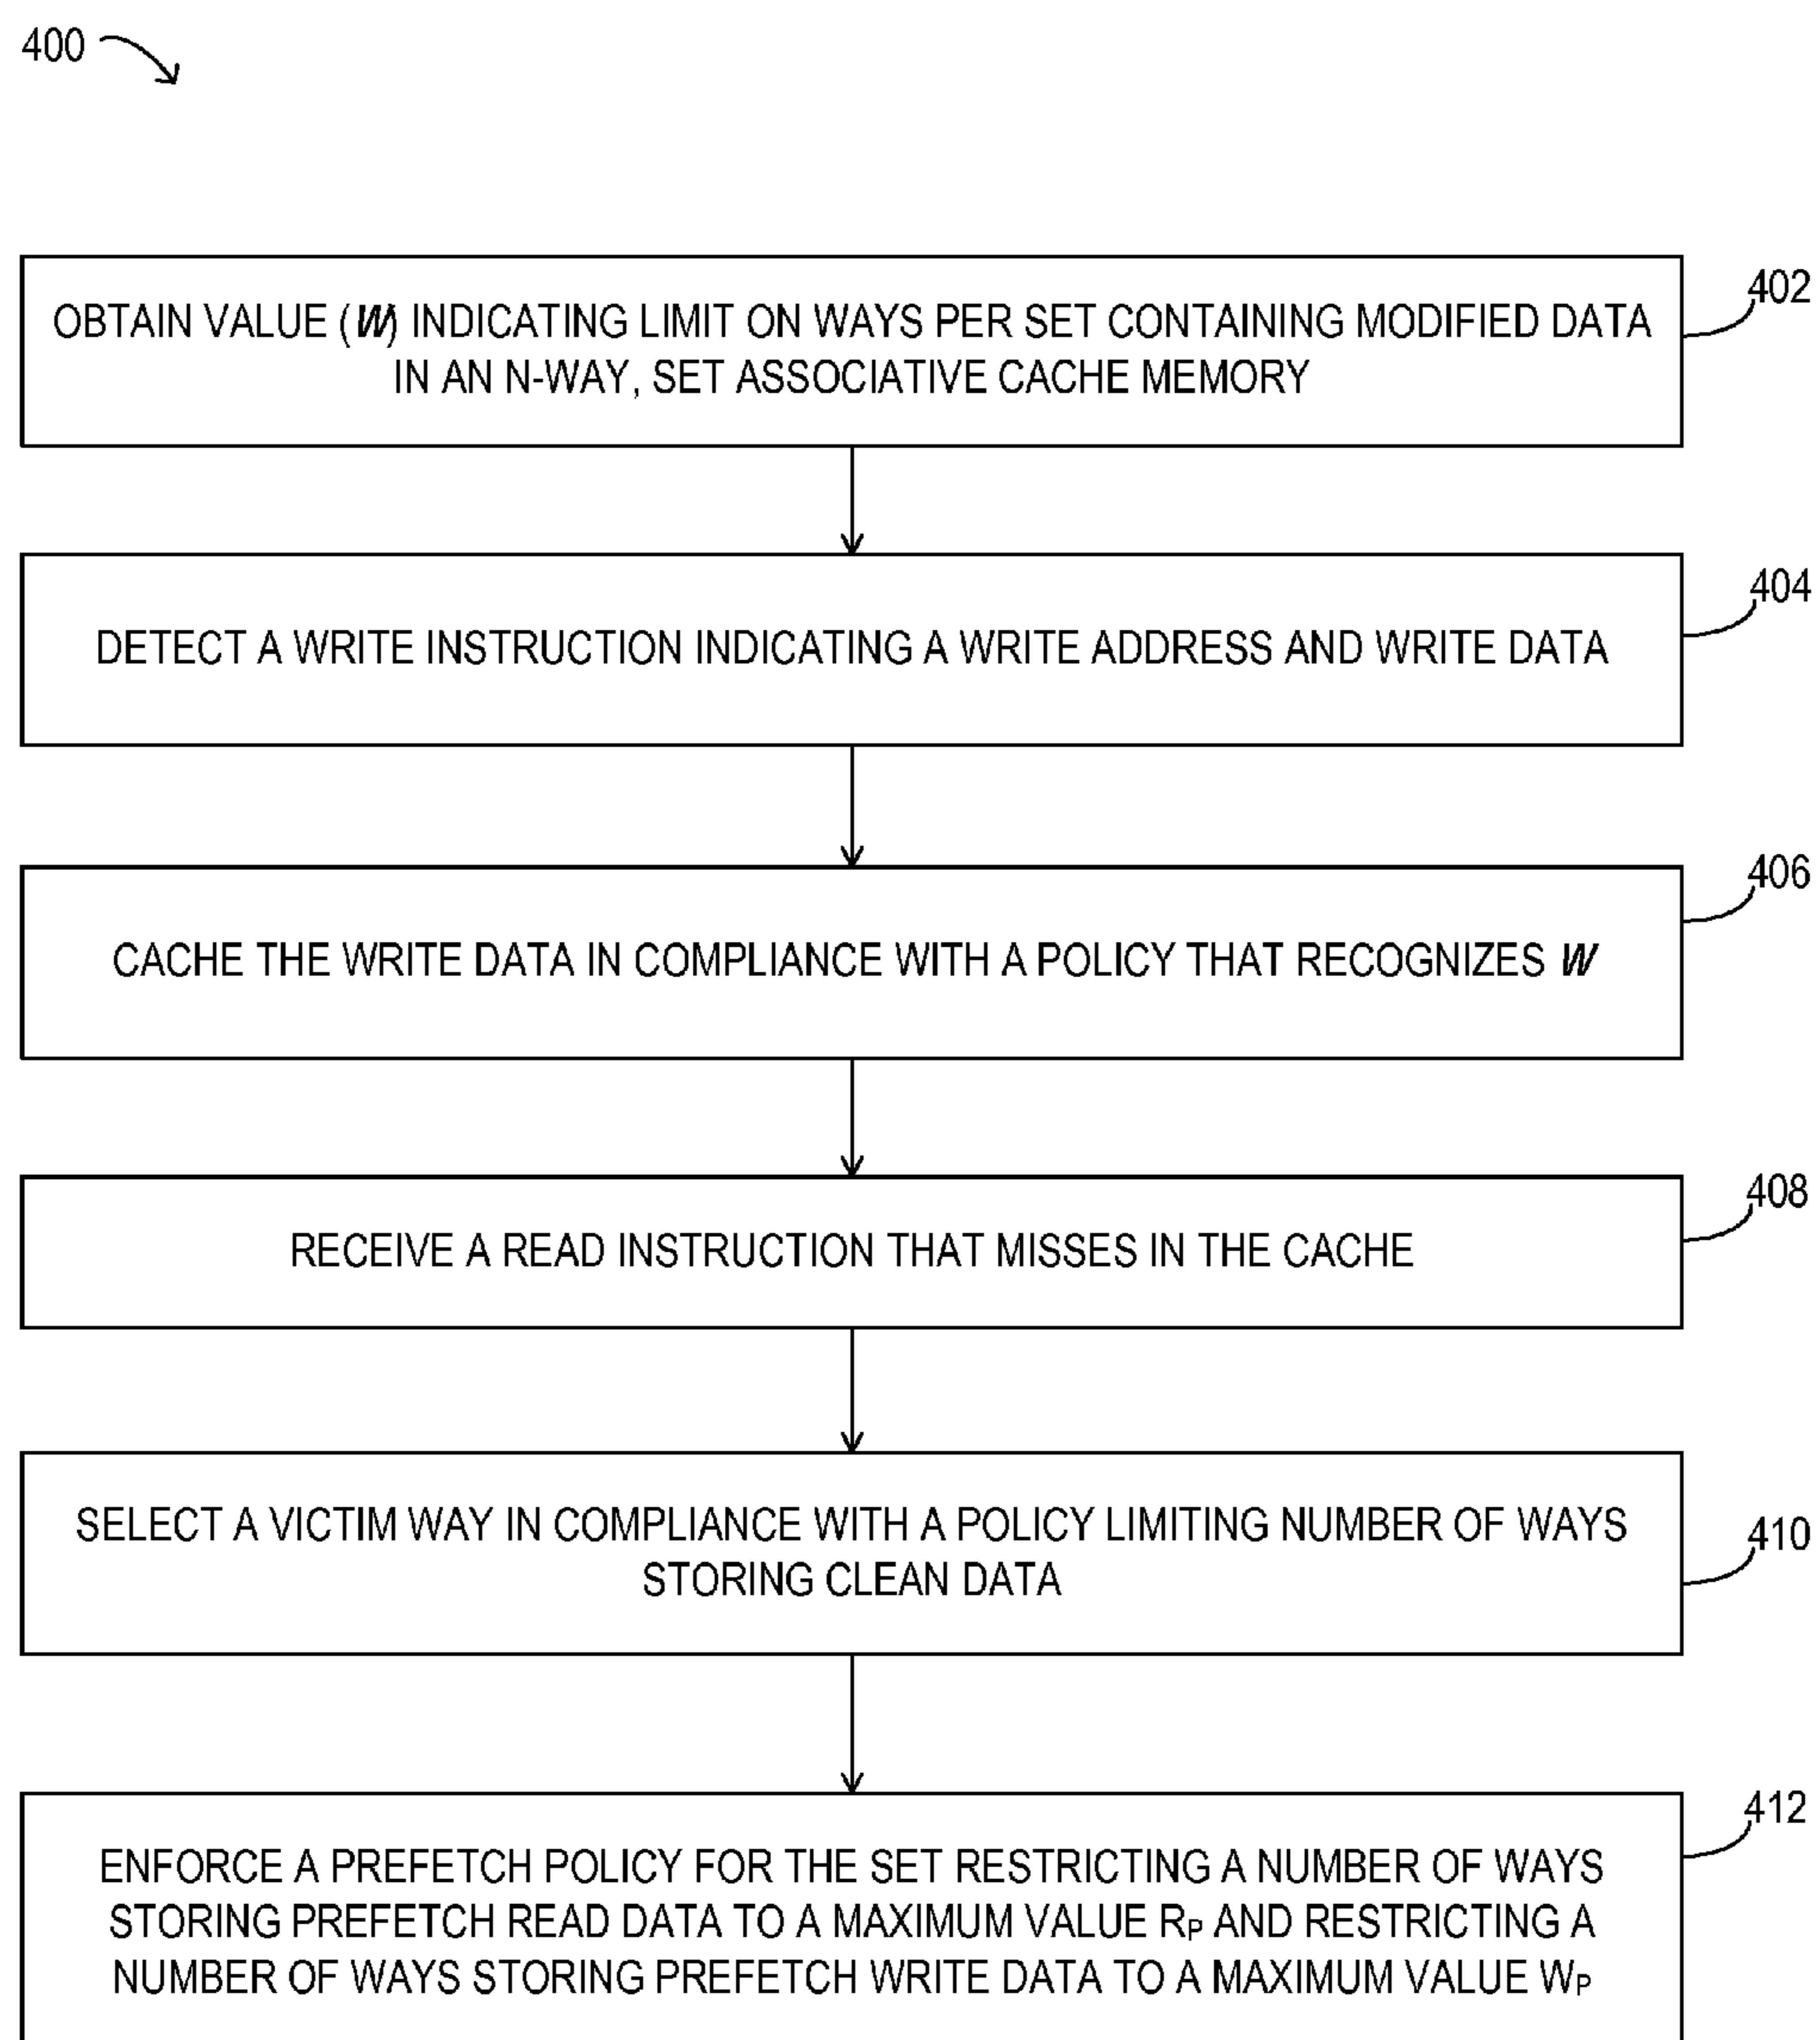 400
OBTAIN VALUE (W) INDICATING LIMIT ON WAYS PER SET CONTAINING MODIFIED DATA
IN AN N-WAY, SET ASSOCIATIVE CACHE MEMORY
402
DETECT A WRITE INSTRUCTION INDICATING A WRITE ADDRESS AND WRITE DATA
404
CACHE THE WRITE DATA IN COMPLIANCE WITH A POLICY THAT RECOGNIZES W
406
RECEIVE A READ INSTRUCTION THAT MISSES IN THE CACHE
408
SELECT A VICTIM WAY IN COMPLIANCE WITH A POLICY LIMITING NUMBER OF WAYS
STORING CLEAN DATA
410
ENFORCE A PREFETCH POLICY FOR THE SET RESTRICTING A NUMBER OF WAYS
STORING PREFETCH READ DATA TO A MAXIMUM VALUE RP AND RESTRICTING A
NUMBER OF WAYS STORING PREFETCH WRITE DATA TO A MAXIMUM VALUE WP
412